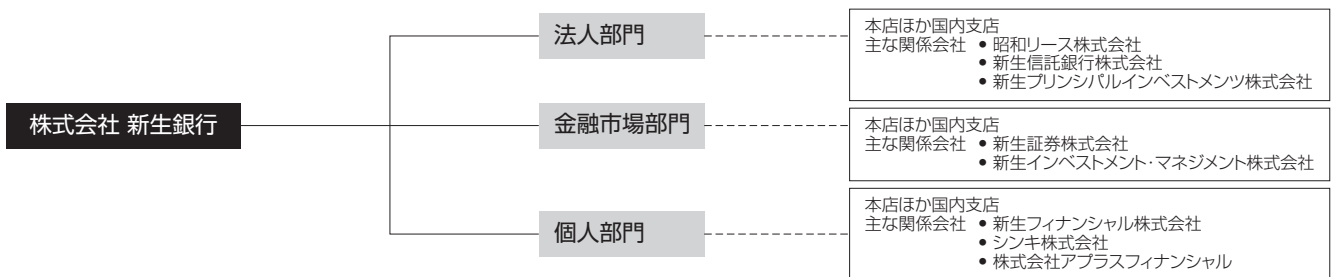 株式会社 新生銀行
法人部門
本店ほか国内支店
主な関係会社 ● 昭和リース株式会社
● 新生信託銀行株式会社
● 新生プリンシパルインベストメンツ株式会社
金融市場部門
本店ほか国内支店
主な関係会社 ● 新生証券株式会社
● 新生インベストメント・マネジメント株式会社
個人部門
本店ほか国内支店
主な関係会社 ● 新生フィナンシャル株式会社
● シンキ株式会社
● 株式会社アプラスフィナンシャル